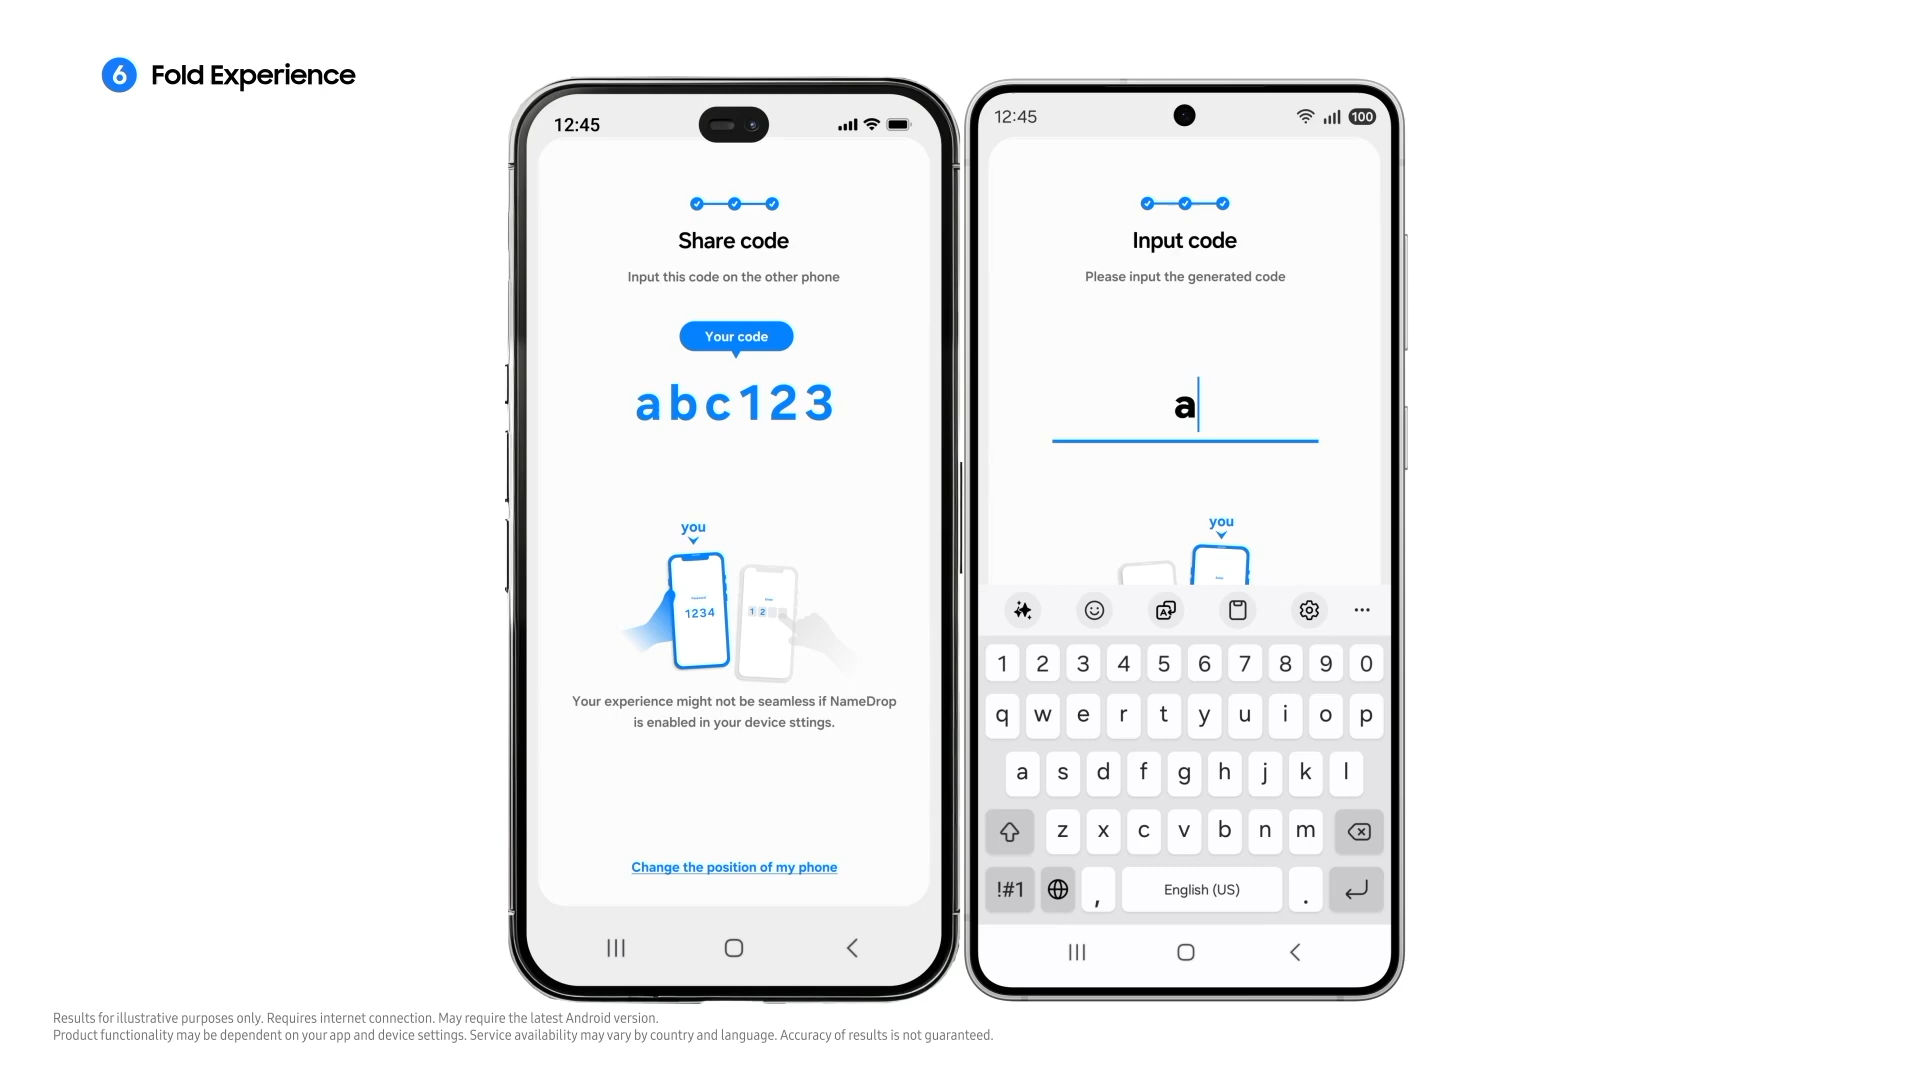 6 Fold Experience
12:45
Share code
Input this code on the other phone
Your code
abc123
you
1234
1 2
Your experience might not be seamless if NameDrop
is enabled in your device sttings.
Change the position of my phone
12:45 100
Input code
Please input the generated code
a
you
1 2 3 4 5 6 7 8 9 0
q w e r t y u i o p
a s d f g h j k l
z x c v b n m
!#1 , English (US) .
Results for illustrative purposes only. Requires internet connection. May require the latest Android version.
Product functionality may be dependent on your app and device settings. Service availability may vary by country and language. Accuracy of results is not guaranteed.